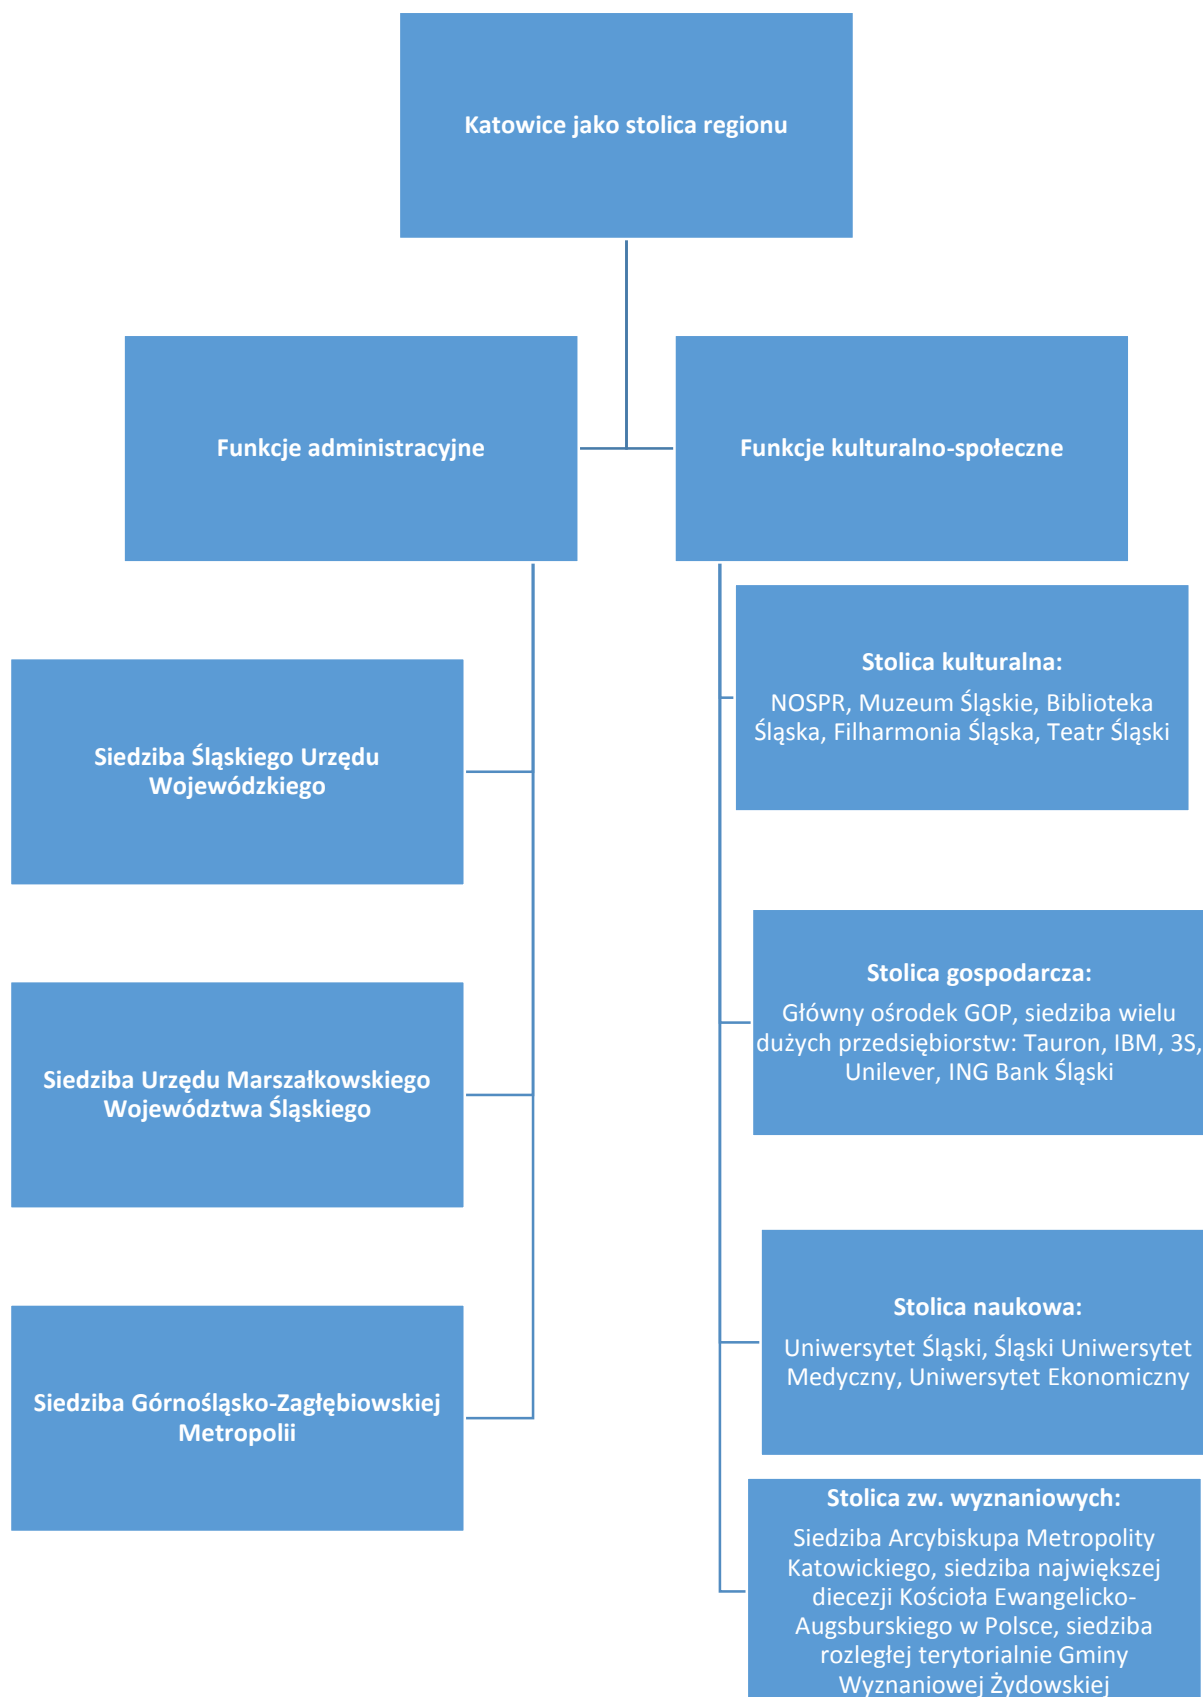 Katowice jako stolica regionu
Funkcje administracyjne
Funkcje kulturalno-społeczne
Siedziba Śląskiego Urzędu
Wojewódzkiego
Siedziba Urzędu Marszałkowskiego
Województwa Śląskiego
Siedziba Górnośląsko-Zagłębiowskiej
Metropolii
Stolica kulturalna:
NOSPR, Muzeum Śląskie, Biblioteka
Śląska, Filharmonia Śląska, Teatr Śląski
Stolica gospodarcza:
Główny ośrodek GOP, siedziba wielu
dużych przedsiębiorstw: Tauron, IBM, 3S,
Unilever, ING Bank Śląski
Stolica naukowa:
Uniwersytet Śląski, Śląski Uniwersytet
Medyczny, Uniwersytet Ekonomiczny
Stolica zw. wyznaniowych:
Siedziba Arcybiskupa Metropolity
Katowickiego, siedziba największej
diecezji Kościoła Ewangelicko-
Augsburskiego w Polsce, siedziba
rozległej terytorialnie Gminy
Wyznaniowej Żydowskiej